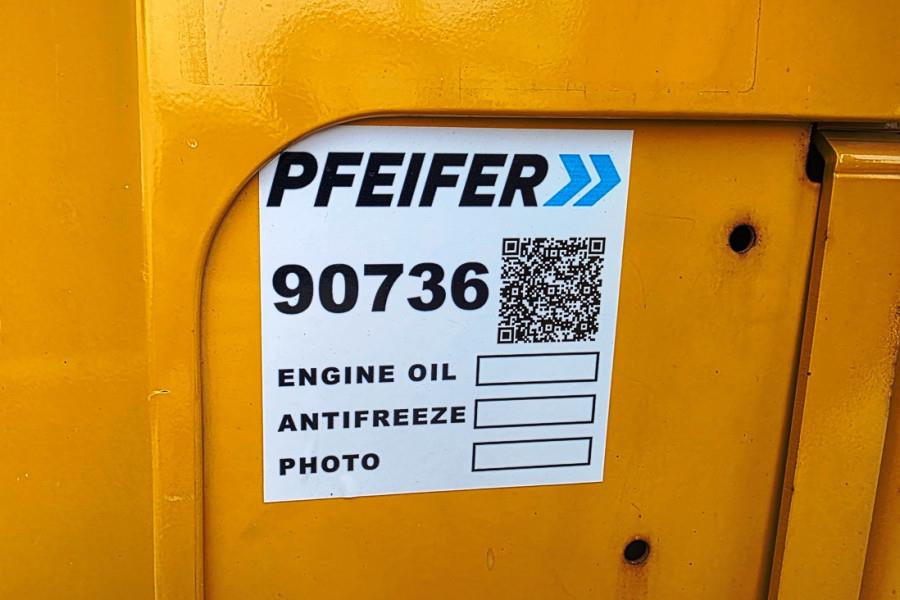 PFEIFER
90736
ENGINE OIL
ANTIFREEZE
PHOTO